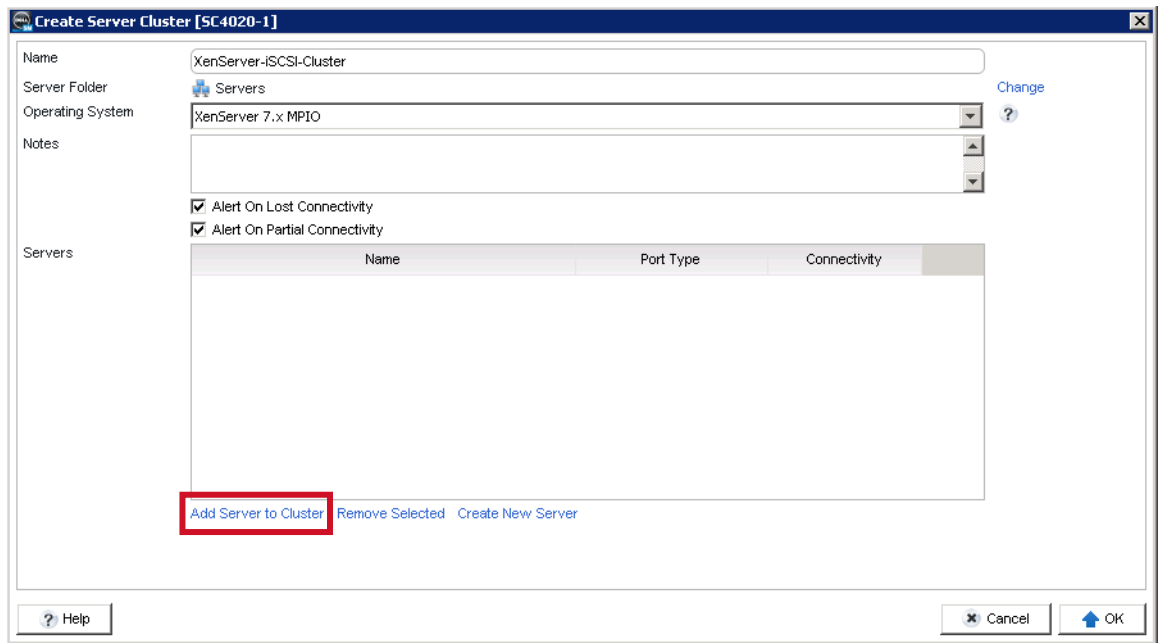 Create Server Cluster [SC4020-1]
Name XenServer-iSCSI-Cluster
Server Folder Servers Change
Operating System XenServer 7.x MPIO ?
Notes
Alert On Lost Connectivity
Alert On Partial Connectivity
Servers Name Port Type Connectivity
Add Server to Cluster Remove Selected Create New Server
? Help Cancel OK